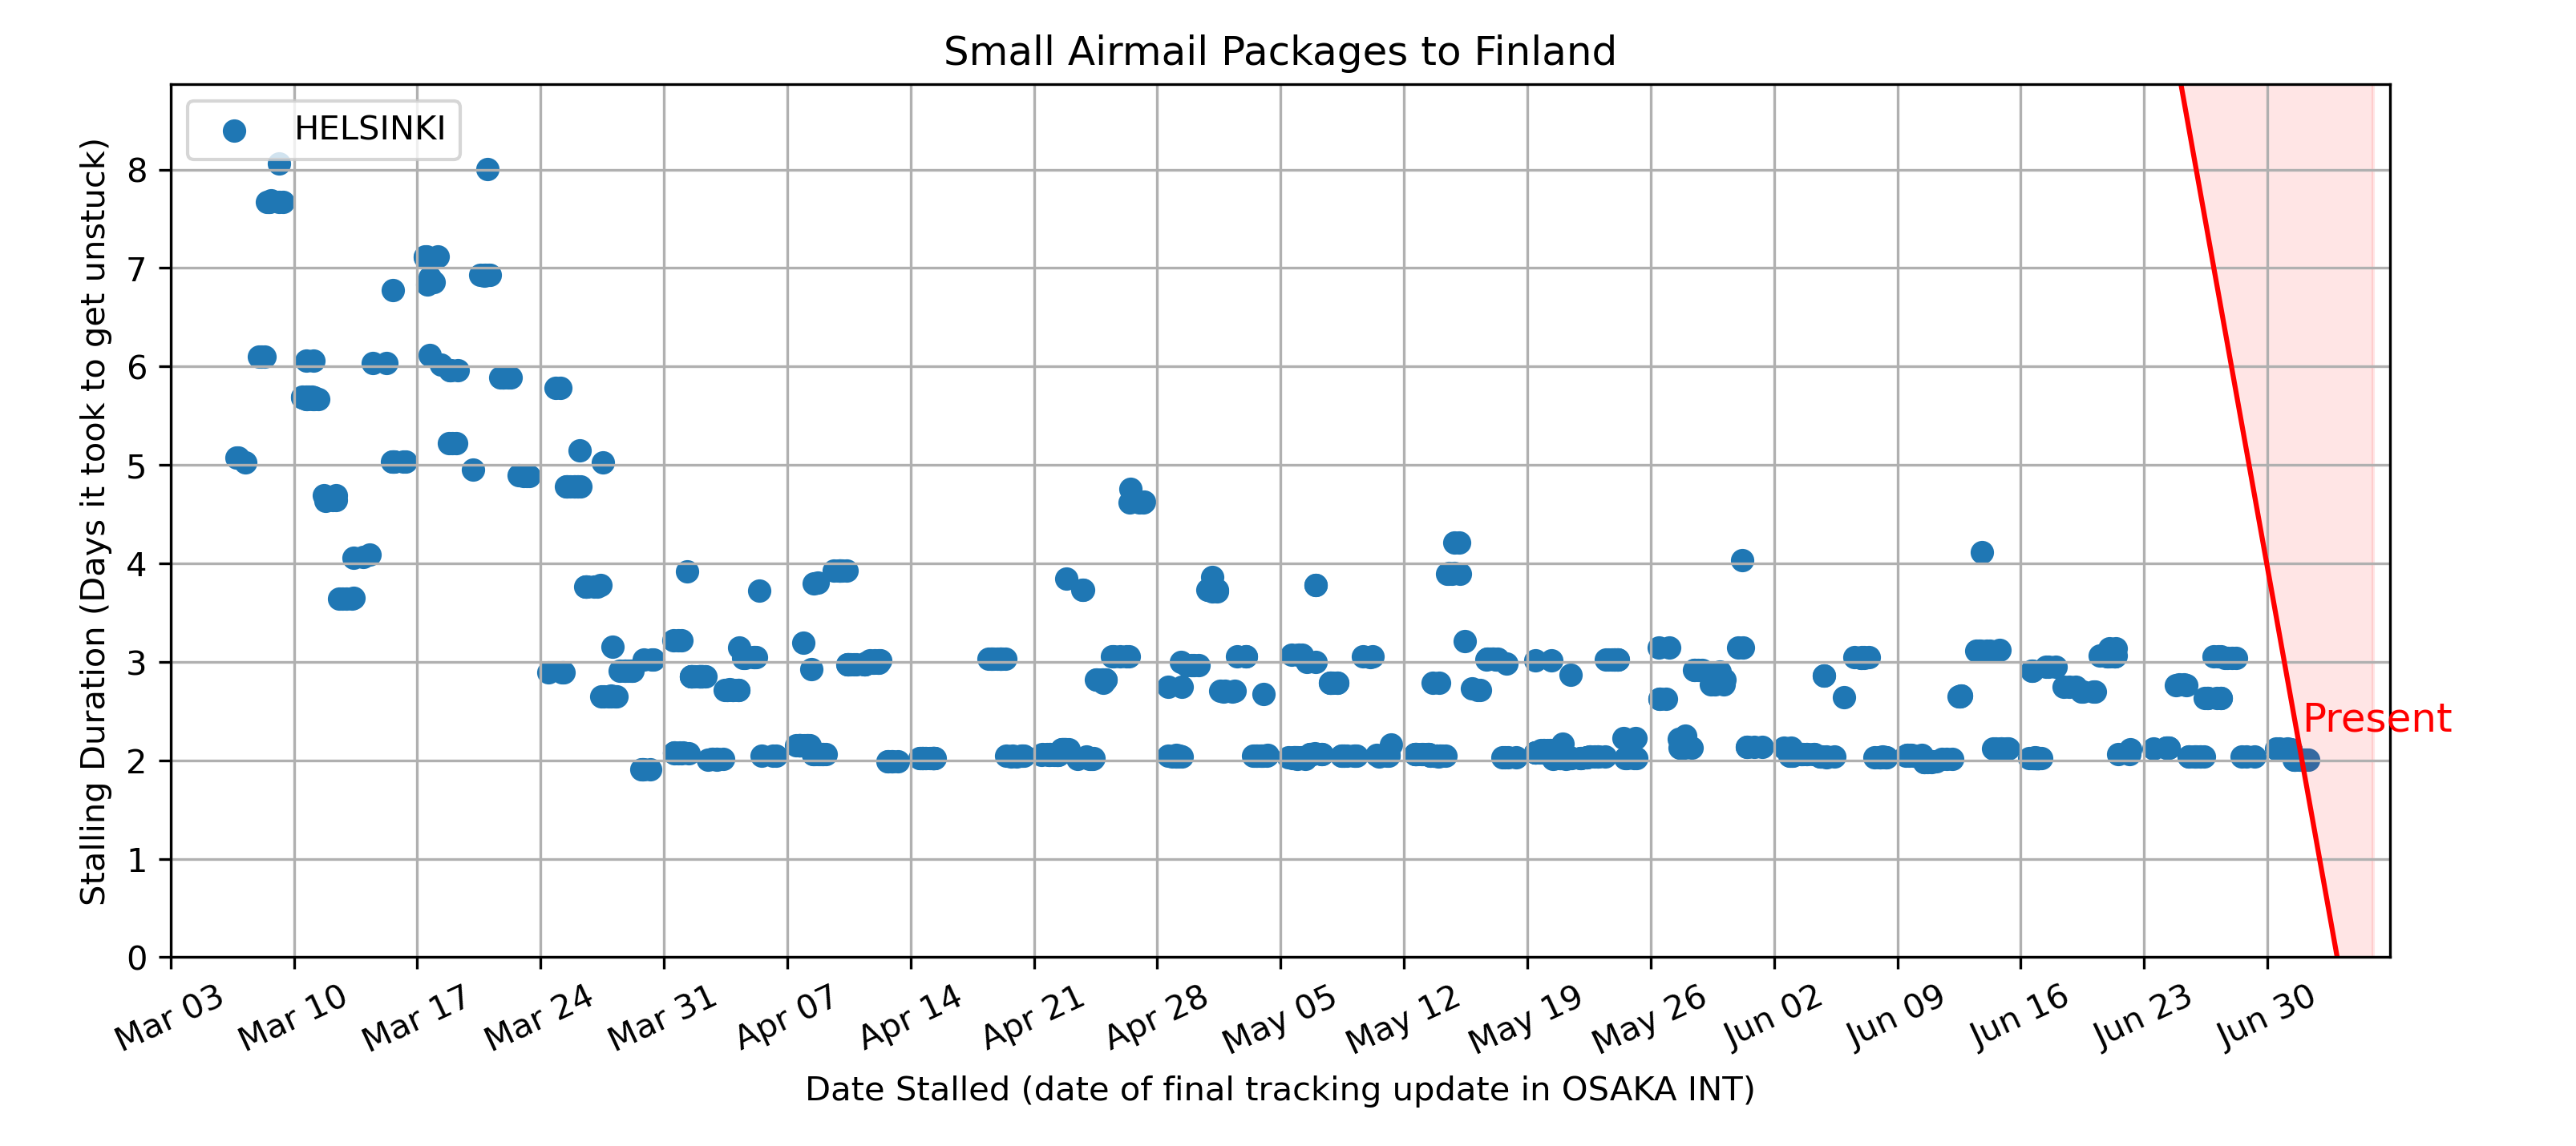 Small Airmail Packages to Finland
HELSINKI
Stalling Duration (Days it took to get unstuck)
8
7
6
5
4
3
2
1
0
Present
Mar 03
Mar 10
Mar 17
Mar 24
Mar 31
Apr 07
Apr 14
Apr 21
Apr 28
May 05
May 12
May 19
May 26
Jun 02
Jun 09
Jun 16
Jun 23
Jun 30
Date Stalled (date of final tracking update in OSAKA INT)